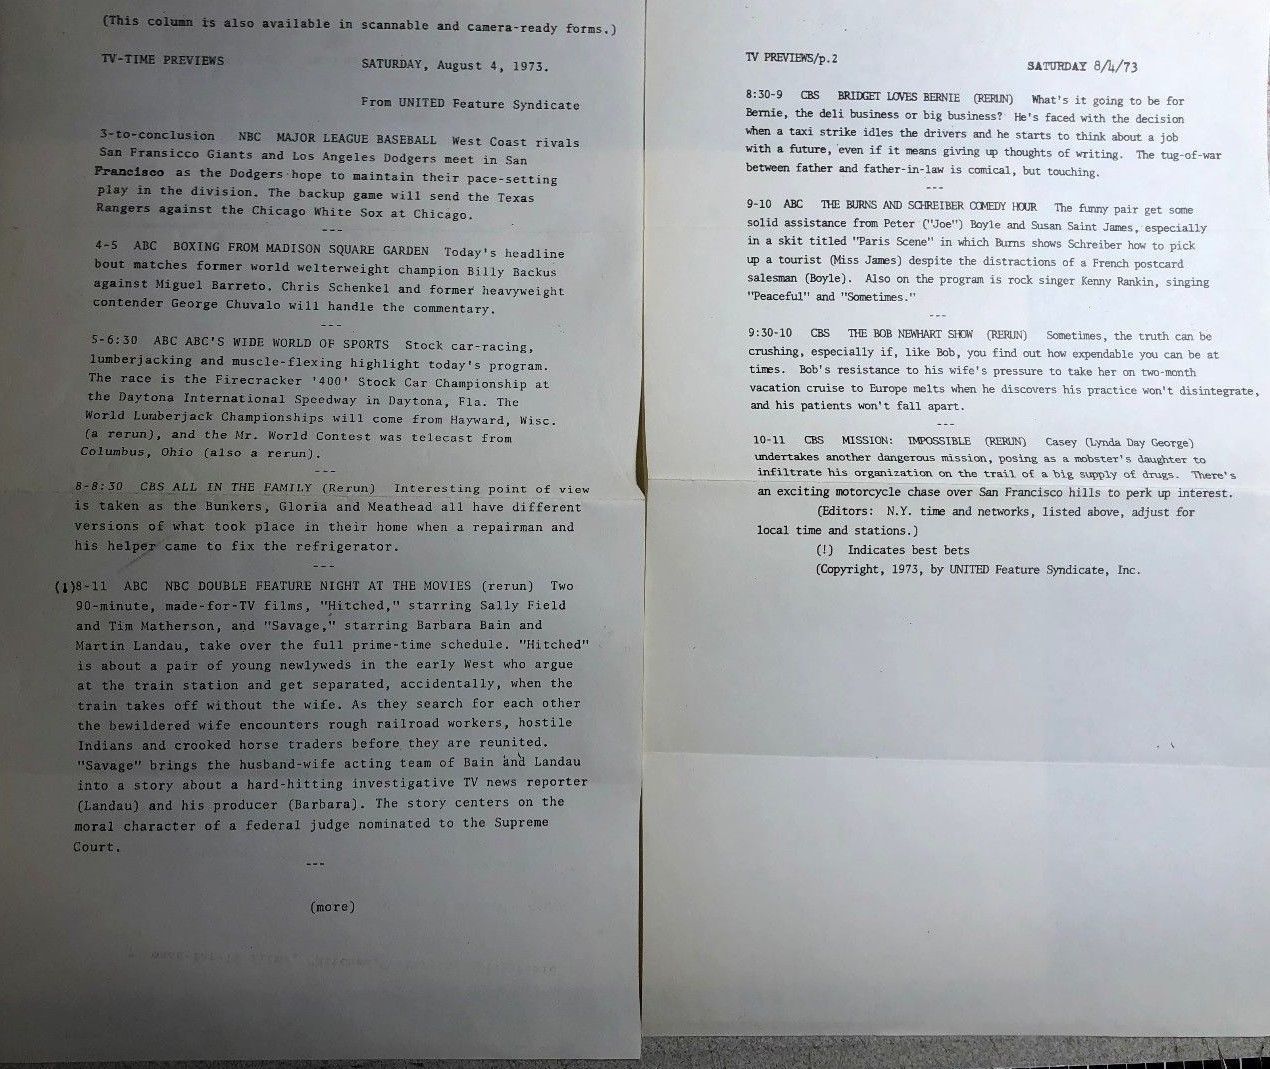 (This column is also available in scannable and camera-ready forms.)
TV-TIME PREVIEWS
SATURDAY, August 4, 1973.
From UNITED Feature Syndicate
3-to-conclusion NBC MAJOR LEAGUE BASEBALL West Coast rivals
San Fransicco Giants and Los Angeles Dodgers meet in San
Francisco as the Dodgers hope to maintain their pace-setting
play in the division. The backup game will send the Texas
Rangers against the Chicago White Sox at Chicago.
---
4-5 ABC BOXING FROM MADISON SQUARE GARDEN Today's headline
bout matches former world welterweight champion Billy Backus
against Miguel Barreto. Chris Schenkel and former heavyweight
contender George Chuvalo will handle the commentary.
---
5-6:30 ABC ABC'S WIDE WORLD OF SPORTS Stock car-racing,
lumberjacking and muscle-flexing highlight today's program.
The race is the Firecracker '400' Stock Car Championship at
the Daytona International Speedway in Daytona, Fla. The
World Lumberjack Championships will come from Hayward, Wisc.
(a rerun), and the Mr. World Contest was telecast from
Columbus, Ohio (also a rerun).
---
8-8:30 CBS ALL IN THE FAMILY (Rerun) Interesting point of view
is taken as the Bunkers, Gloria and Meathead all have different
versions of what took place in their home when a repairman and
his helper came to fix the refrigerator.
---
(!)8-11 ABC NBC DOUBLE FEATURE NIGHT AT THE MOVIES (rerun) Two
90-minute, made-for-TV films, "Hitched," starring Sally Field
and Tim Matherson, and "Savage," starring Barbara Bain and
Martin Landau, take over the full prime-time schedule. "Hitched"
is about a pair of young newlyweds in the early West who argue
at the train station and get separated, accidentally, when the
train takes off without the wife. As they search for each other
the bewildered wife encounters rough railroad workers, hostile
Indians and crooked horse traders before they are reunited.
"Savage" brings the husband-wife acting team of Bain and Landau
into a story about a hard-hitting investigative TV news reporter
(Landau) and his producer (Barbara). The story centers on the
moral character of a federal judge nominated to the Supreme
Court.
---
(more)
TV PREVIEWS/p.2
SATURDAY 8/4/73
8:30-9 CBS BRIDGET LOVES BERNIE (RERUN) What's it going to be for
Bernie, the deli business or big business? He's faced with the decision
when a taxi strike idles the drivers and he starts to think about a job
with a future, even if it means giving up thoughts of writing. The tug-of-war
between father and father-in-law is comical, but touching.
---
9-10 ABC THE BURNS AND SCHREIBER COMEDY HOUR The funny pair get some
solid assistance from Peter ("Joe") Boyle and Susan Saint James, especially
in a skit titled "Paris Scene" in which Burns shows Schreiber how to pick
up a tourist (Miss James) despite the distractions of a French postcard
salesman (Boyle). Also on the program is rock singer Kenny Rankin, singing
"Peaceful" and "Sometimes."
---
9:30-10 CBS THE BOB NEWHART SHOW (RERUN) Sometimes, the truth can be
crushing, especially if, like Bob, you find out how expendable you can be at
times. Bob's resistance to his wife's pressure to take her on two-month
vacation cruise to Europe melts when he discovers his practice won't disintegrate,
and his patients won't fall apart.
---
10-11 CBS MISSION: IMPOSSIBLE (RERUN) Casey (Lynda Day George)
undertakes another dangerous mission, posing as a mobster's daughter to
infiltrate his organization on the trail of a big supply of drugs. There's
an exciting motorcycle chase over San Francisco hills to perk up interest.
(Editors: N.Y. time and networks, listed above, adjust for
local time and stations.)
(!) Indicates best bets
(Copyright, 1973, by UNITED Feature Syndicate, Inc.